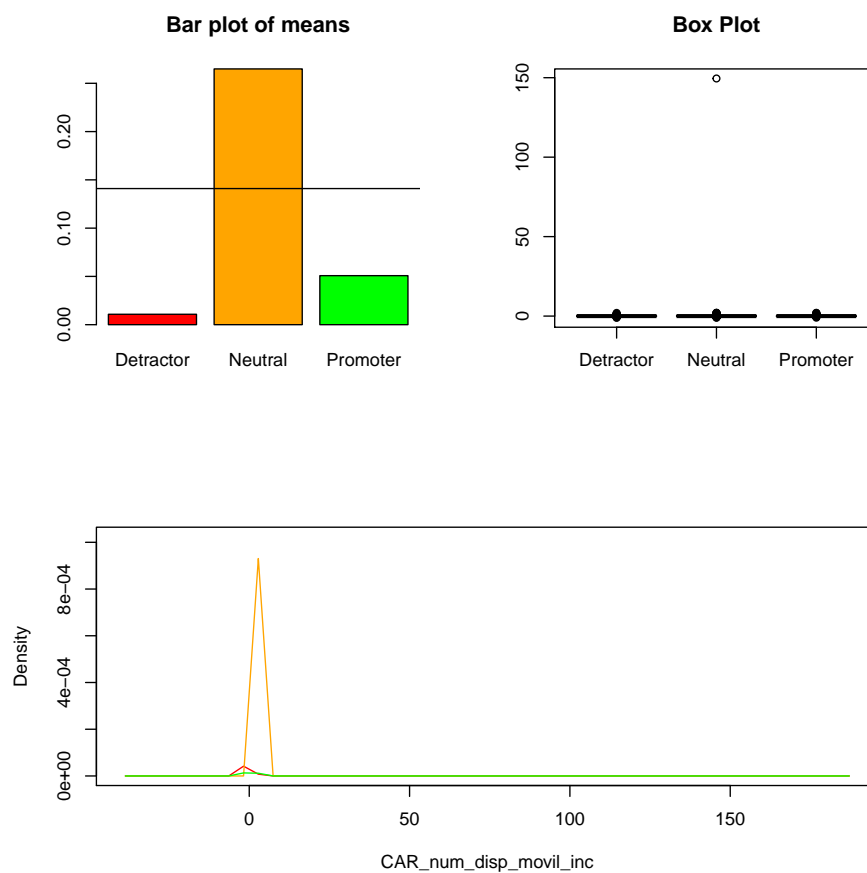 Bar plot of means
0.00
0.10
0.20
Detractor Neutral Promoter
Box Plot
0
50
100
150
Detractor Neutral Promoter
Density
0e+00
4e-04
8e-04
0 50 100 150
CAR_num_disp_movil_inc